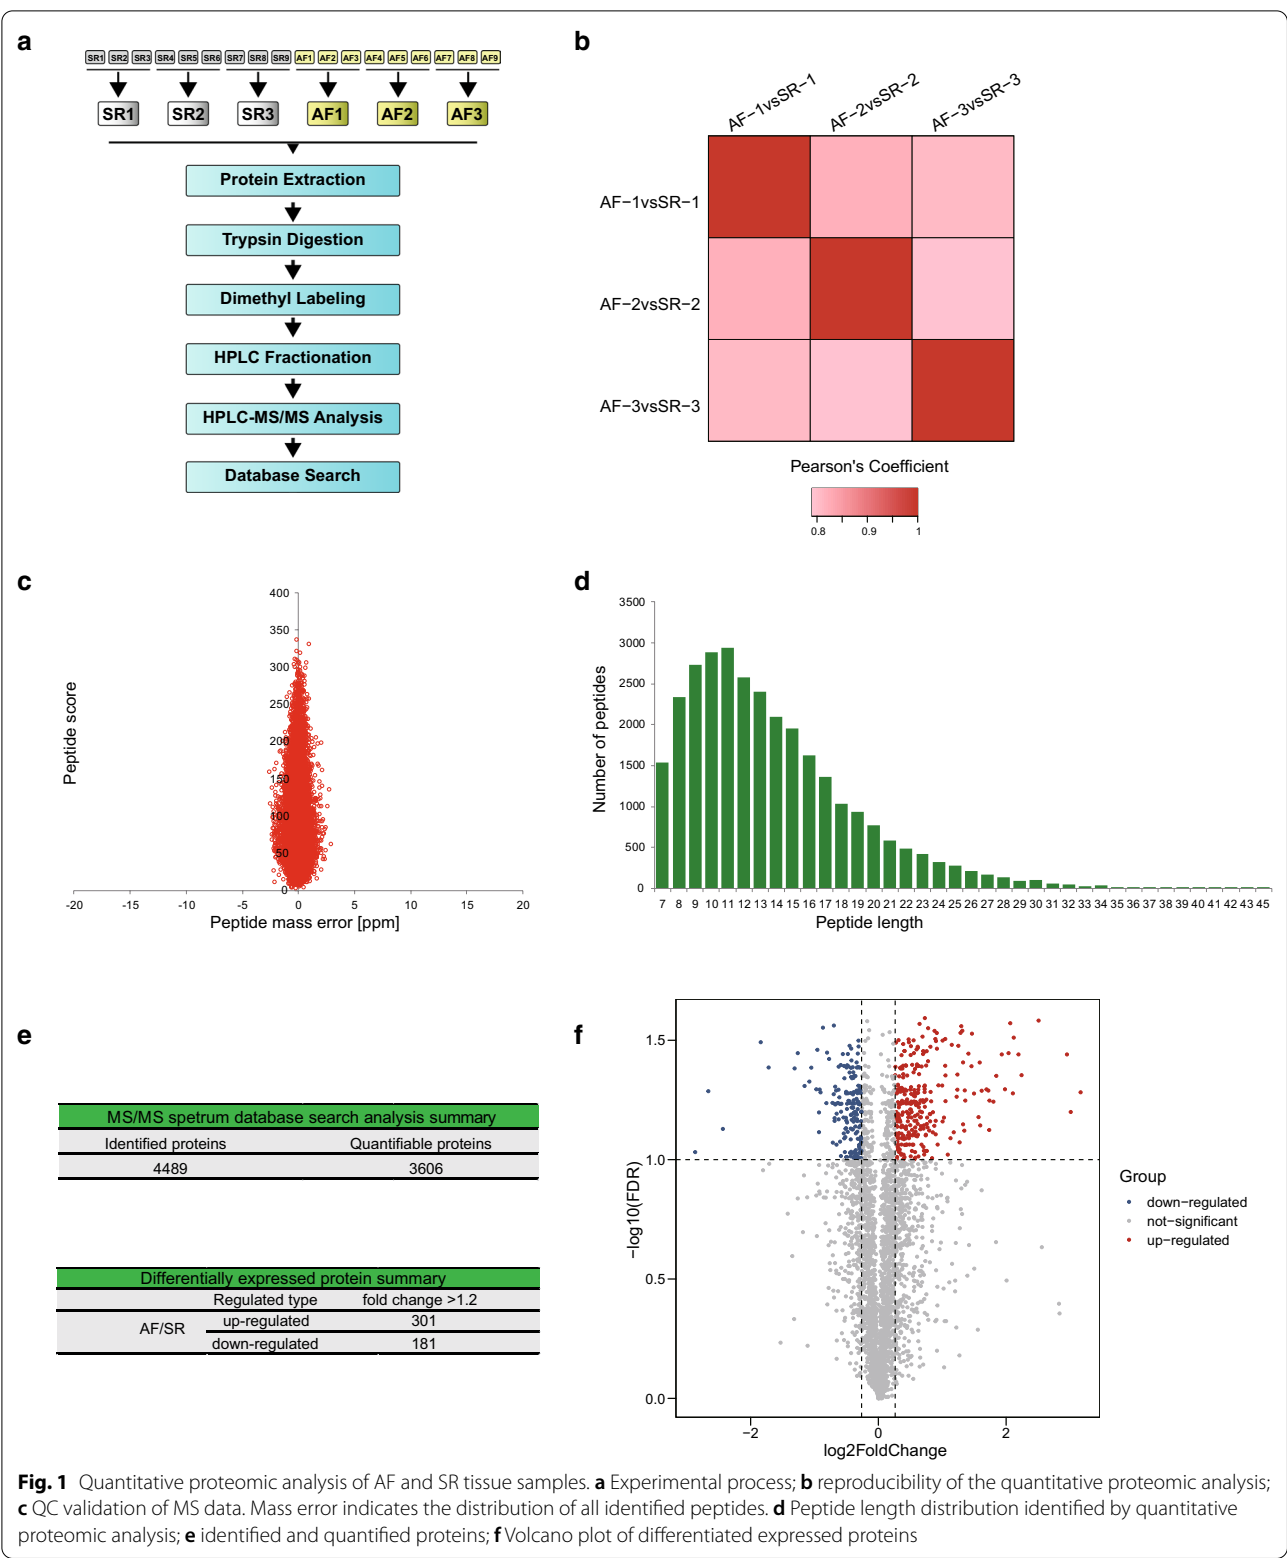 a
SR1 SR2 SR3 SR4 SR5 SR6 SR7 SR8 SR9 AF1 AF2 AF3 AF4 AF5 AF6 AF7 AF8 AF9
SR1 SR2 SR3 AF1 AF2 AF3
Protein Extraction
Trypsin Digestion
Dimethyl Labeling
HPLC Fractionation
HPLC-MS/MS Analysis
Database Search
b
AF−1vsSR−1 AF−2vsSR−2 AF−3vsSR−3
AF−1vsSR−1
AF−2vsSR−2
AF−3vsSR−3
Pearson's Coefficient
0.8 0.9 1
c
Peptide score
400
350
300
250
200
150
100
50
0
-20 -15 -10 -5 0 5 10 15 20
Peptide mass error [ppm]
d
Number of peptides
3500
3000
2500
2000
1500
1000
500
0
7 8 9 10 11 12 13 14 15 16 17 18 19 20 21 22 23 24 25 26 27 28 29 30 31 32 33 34 35 36 37 38 39 40 41 42 43 45
Peptide length
e
MS/MS spetrum database search analysis summary
Identified proteins Quantifiable proteins
4489 3606
Differentially expressed protein summary
Regulated type fold change >1.2
AF/SR
up-regulated 301
down-regulated 181
f
−log10(FDR)
1.5
1.0
0.5
0.0
−2 0 2
log2FoldChange
Group
down−regulated
not−significant
up−regulated
Fig. 1 Quantitative proteomic analysis of AF and SR tissue samples. a Experimental process; b reproducibility of the quantitative proteomic analysis;
c QC validation of MS data. Mass error indicates the distribution of all identified peptides. d Peptide length distribution identified by quantitative
proteomic analysis; e identified and quantified proteins; f Volcano plot of differentiated expressed proteins